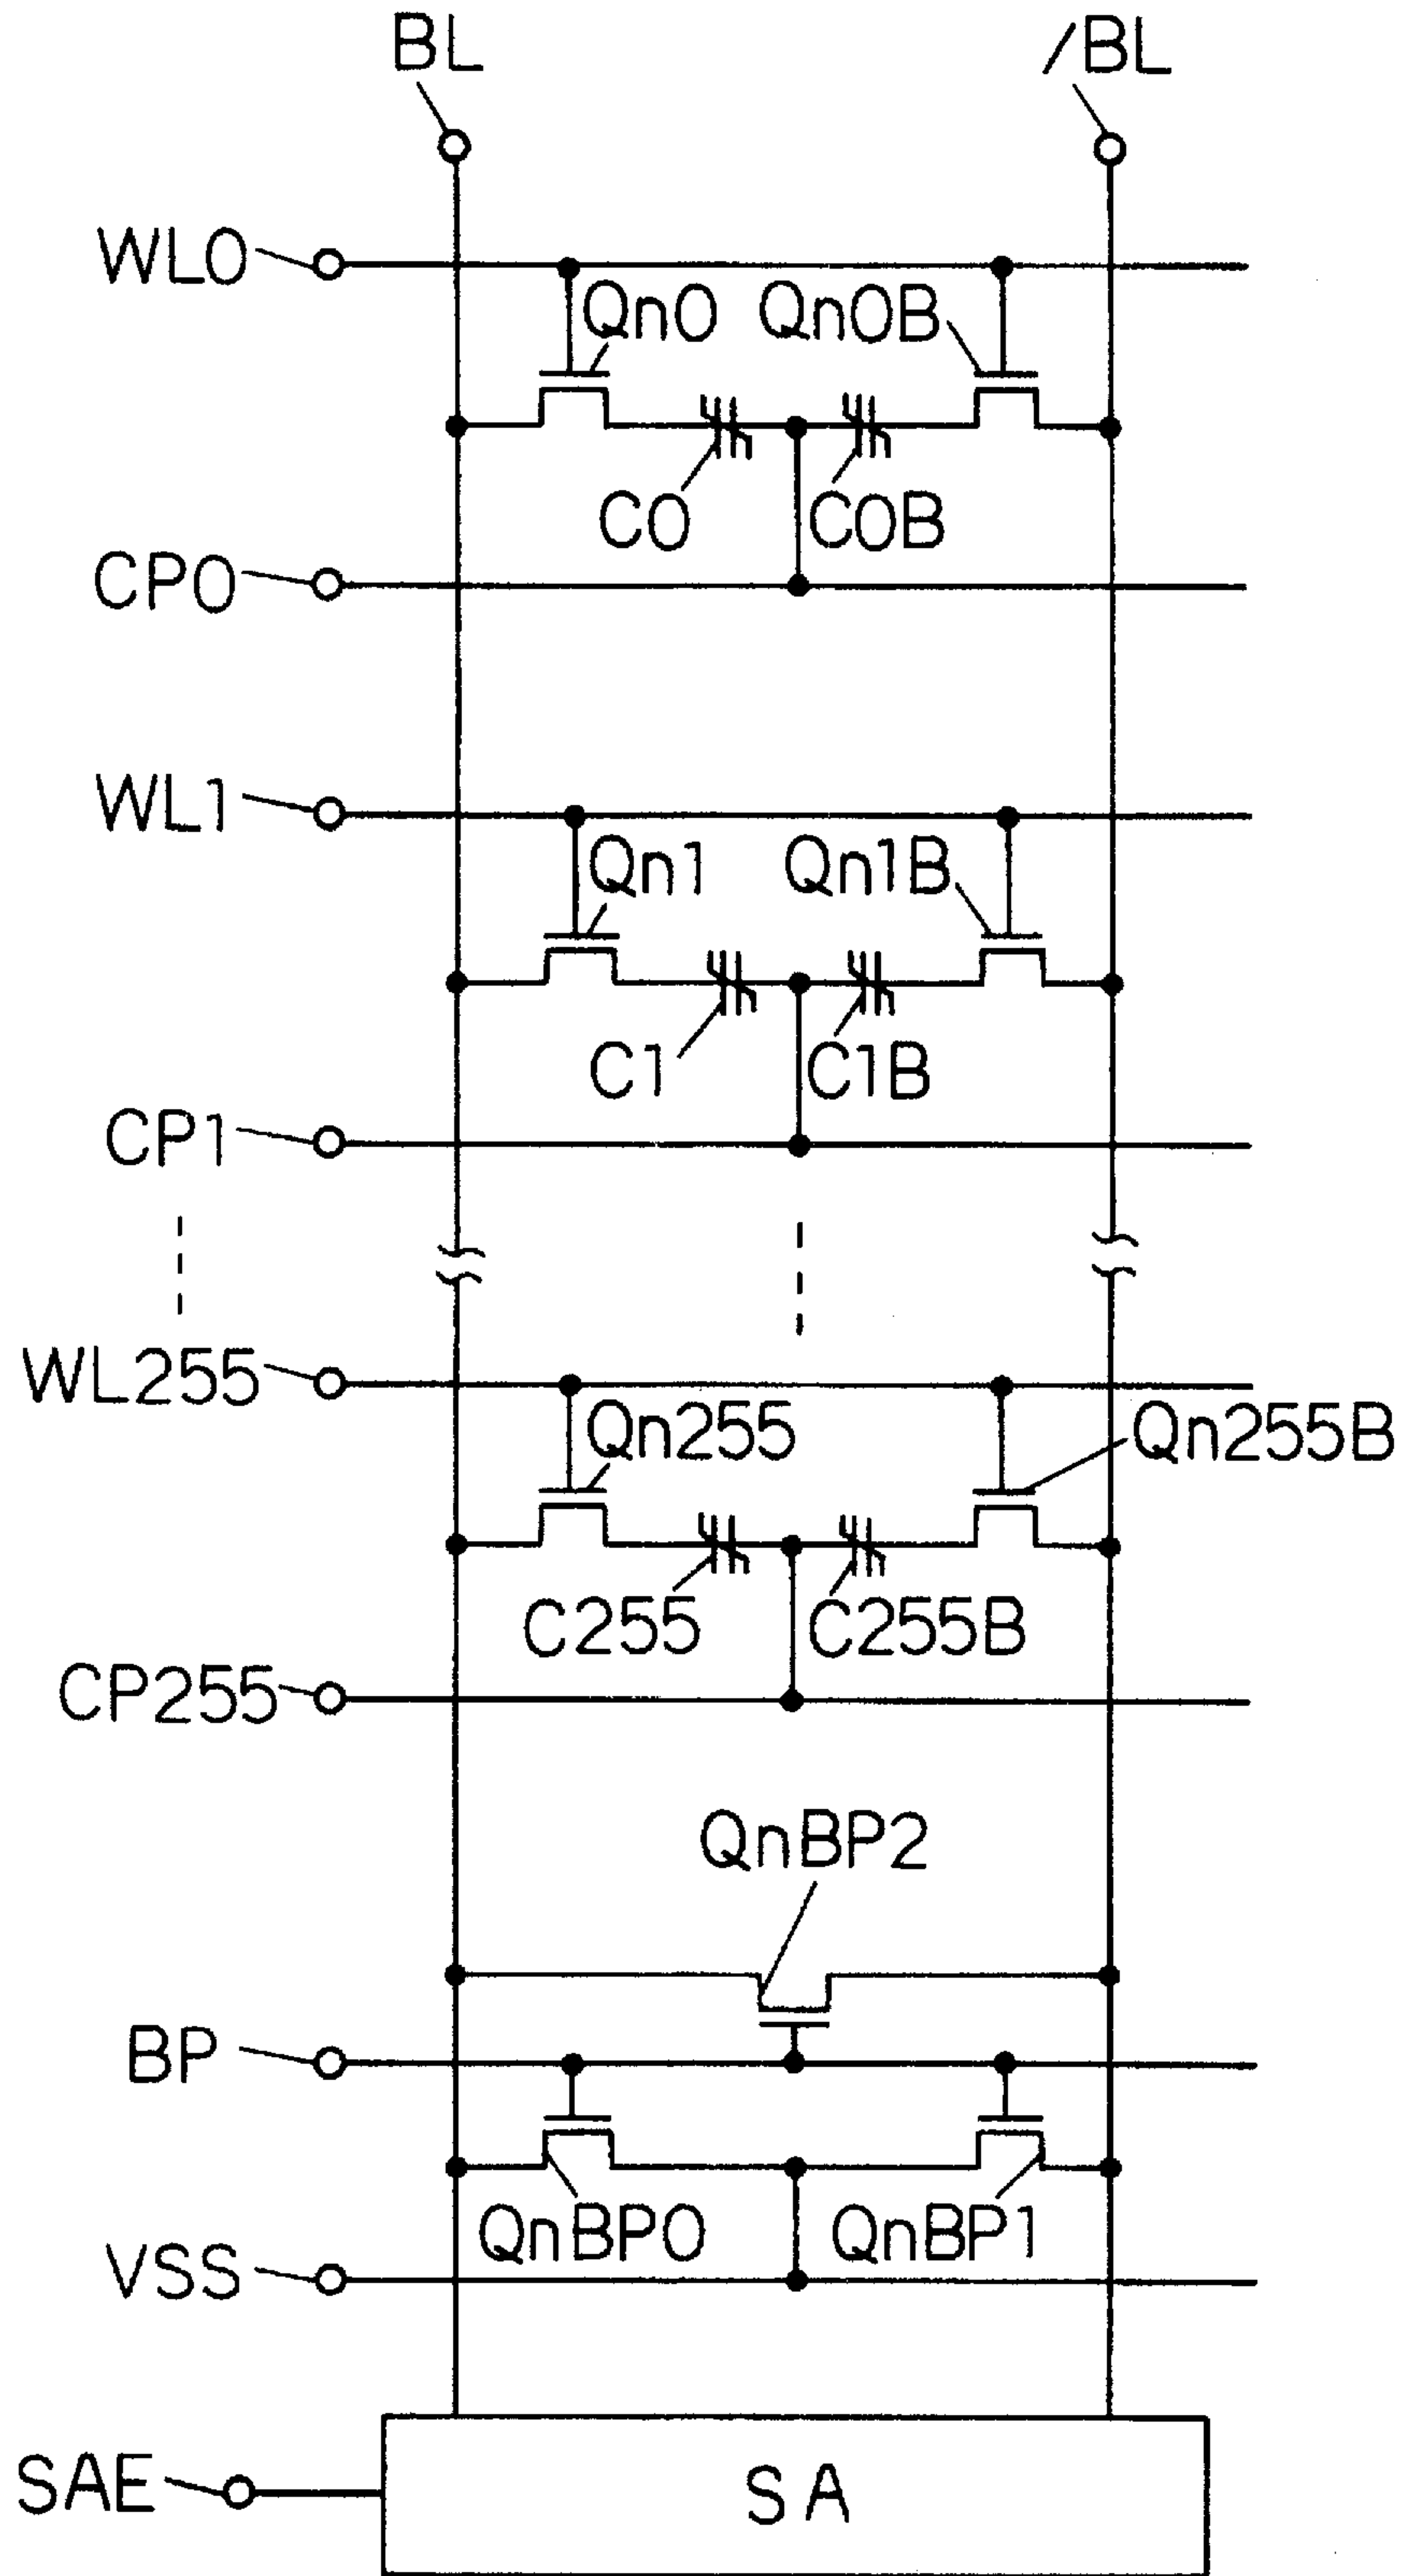 BL /BL
WL0
Qn0 Qn0B
C0 C0B
CP0
WL1
Qn1 Qn1B
C1 C1B
CP1
WL255
Qn255 Qn255B
C255 C255B
CP255
QnBP2
BP
QnBP0 QnBP1
VSS
SAE SA